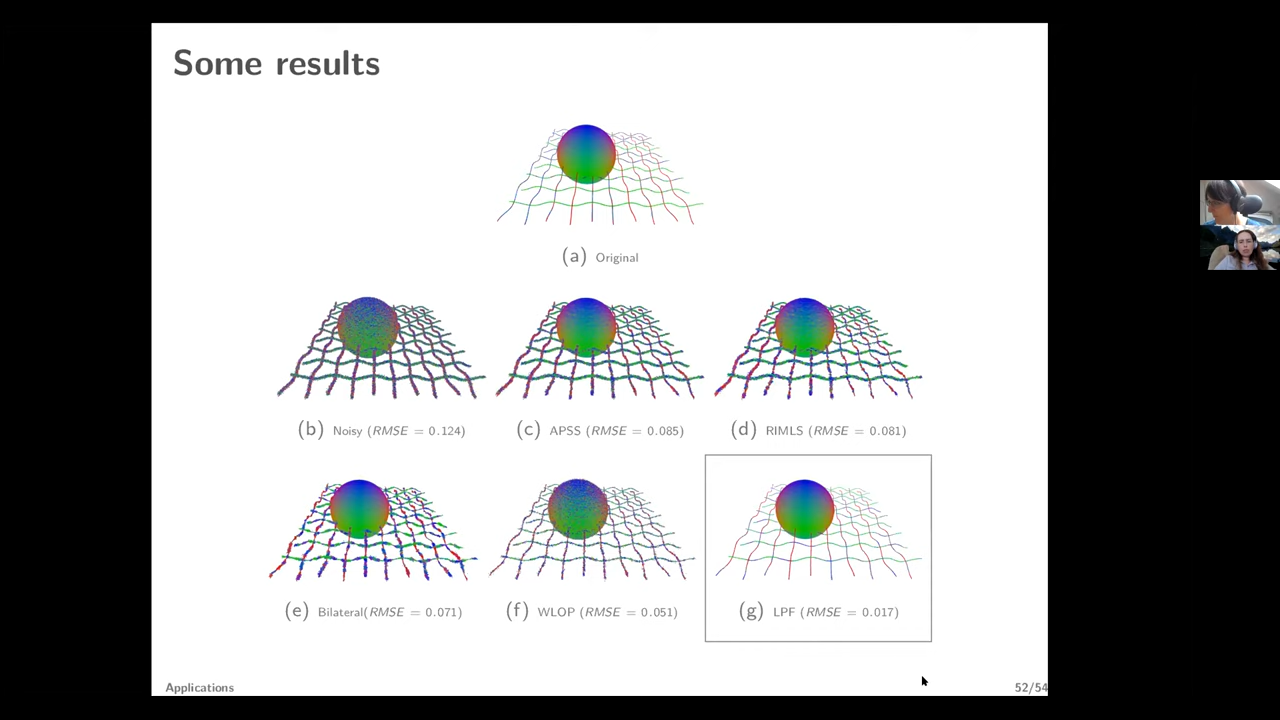 Some results
(a) Original
(b) Noisy (RMSE = 0.124)
(c) APSS (RMSE = 0.085)
(d) RIMLS (RMSE = 0.081)
(e) Bilateral(RMSE = 0.071)
(f) WLOP (RMSE = 0.051)
(g) LPF (RMSE = 0.017)
Applications
52/54